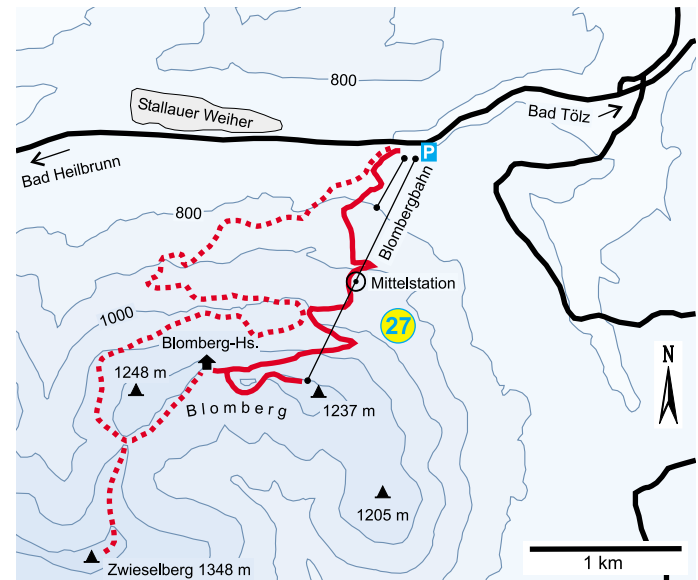 800
Stallauer Weiher
Bad Tölz
P
Bad Heilbrunn
Blombergbahn
800
Mittelstation
1000
27
Blomberg-Hs.
N
1248 m
1237 m
Blomberg
1205 m
Zwieselberg 1348 m
1 km